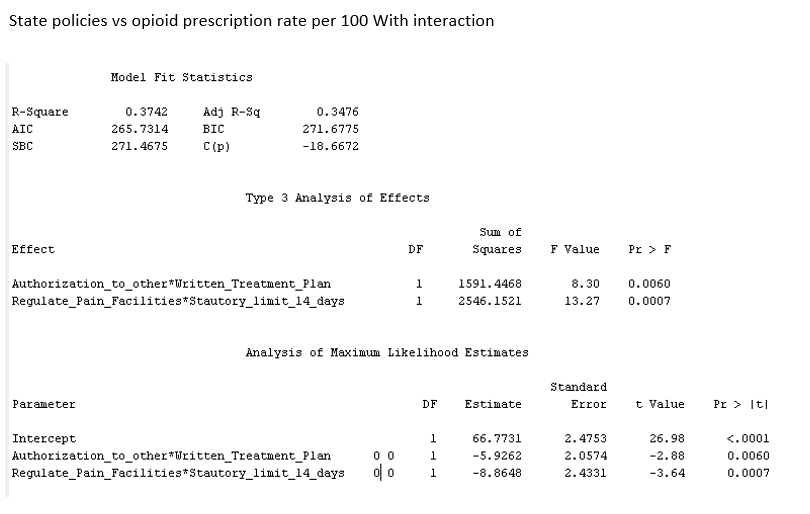 State policies vs opioid prescription rate per 100 With interaction
Model Fit Statistics
R-Square 0.3742 Adj R-Sq 0.3476
AIC 265.7314 BIC 271.6775
SBC 271.4675 C(p) -18.6672
Type 3 Analysis of Effects
Sum of
Effect DF Squares F Value Pr > F
Authorization_to_other*Written_Treatment_Plan 1 1591.4468 8.30 0.0060
Regulate_Pain_Facilities*Stautory_limit_14_days 1 2546.1521 13.27 0.0007
Analysis of Maximum Likelihood Estimates
Standard
Parameter DF Estimate Error t Value Pr > |t|
Intercept 1 66.7731 2.4753 26.98 <.0001
Authorization_to_other*Written_Treatment_Plan 0 0 1 -5.9262 2.0574 -2.88 0.0060
Regulate_Pain_Facilities*Stautory_limit_14_days 0 0 1 -8.8648 2.4331 -3.64 0.0007